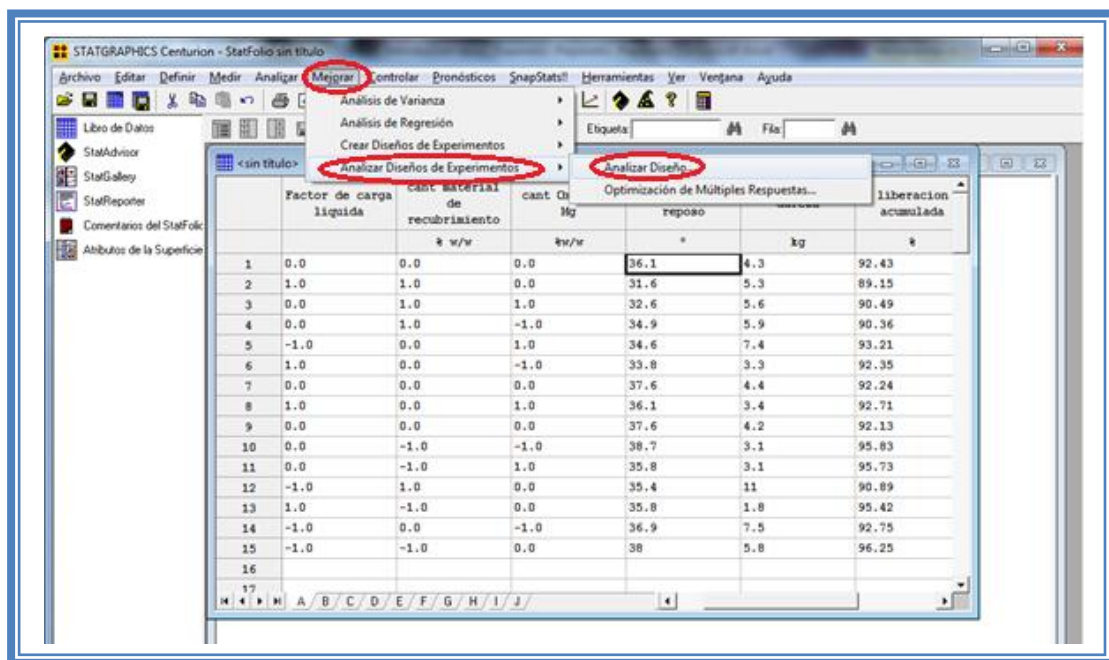 STATGRAPHICS Centurion - StatFolio sin título
Archivo Editar Definir Medir Analizar Mejorar Controlar Pronósticos SnapStats!! Herramientas Ver Ventana Ayuda
Análisis de Varianza
Análisis de Regresión
Crear Diseños de Experimentos
Analizar Diseños de Experimentos
Analizar Diseño...
Optimización de Múltiples Respuestas...
Etiqueta:
Fila:
Libro de Datos
StatAdvisor
StatGallery
StatReporter
Comentarios del StatFolio
Atributos de la Superficie
<sin título>
Factor de carga liquida cant material de recubrimiento cant Mg reposo liberacion acumulada
% w/w %w/w ° kg %
1 0.0 0.0 0.0 36.1 4.3 92.43
2 1.0 1.0 0.0 31.6 5.3 89.15
3 0.0 1.0 1.0 32.6 5.6 90.49
4 0.0 1.0 -1.0 34.9 5.9 90.36
5 -1.0 0.0 1.0 34.6 7.4 93.21
6 1.0 0.0 -1.0 33.8 3.3 92.35
7 0.0 0.0 0.0 37.6 4.4 92.24
8 1.0 0.0 1.0 36.1 3.4 92.71
9 0.0 0.0 0.0 37.6 4.2 92.13
10 0.0 -1.0 -1.0 38.7 3.1 95.83
11 0.0 -1.0 1.0 35.8 3.1 95.73
12 -1.0 1.0 0.0 35.4 11 90.89
13 1.0 -1.0 0.0 35.8 1.8 95.42
14 -1.0 0.0 -1.0 36.9 7.5 92.75
15 -1.0 -1.0 0.0 38 5.8 96.25
16
17
A B C D E F G H I J